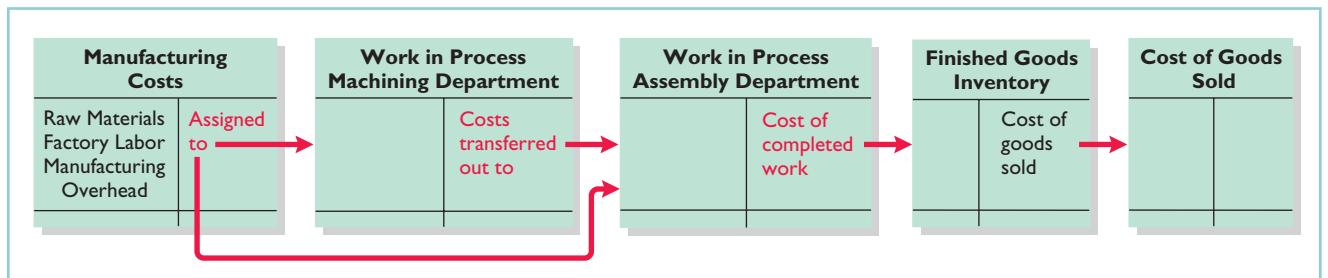 Manufacturing
Costs
Raw Materials
Factory Labor
Manufacturing
Overhead
Assigned
to
Work in Process
Machining Department
Costs
transferred
out to
Work in Process
Assembly Department
Cost of
completed
work
Finished Goods
Inventory
Cost of
goods
sold
Cost of Goods
Sold